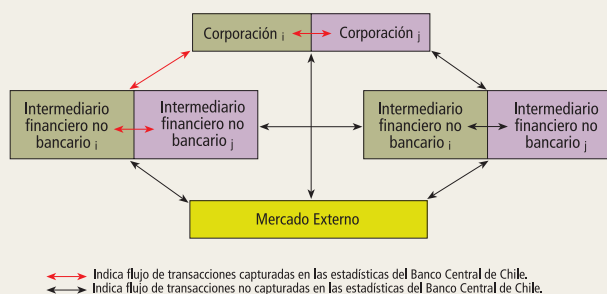 Corporación i
Corporación j
Intermediario
financiero no
bancario i
Intermediario
financiero no
bancario j
Intermediario
financiero no
bancario i
Intermediario
financiero no
bancario j
Mercado Externo
Indica flujo de transacciones capturadas en las estadísticas del Banco Central de Chile.
Indica flujo de transacciones no capturadas en las estadísticas del Banco Central de Chile.